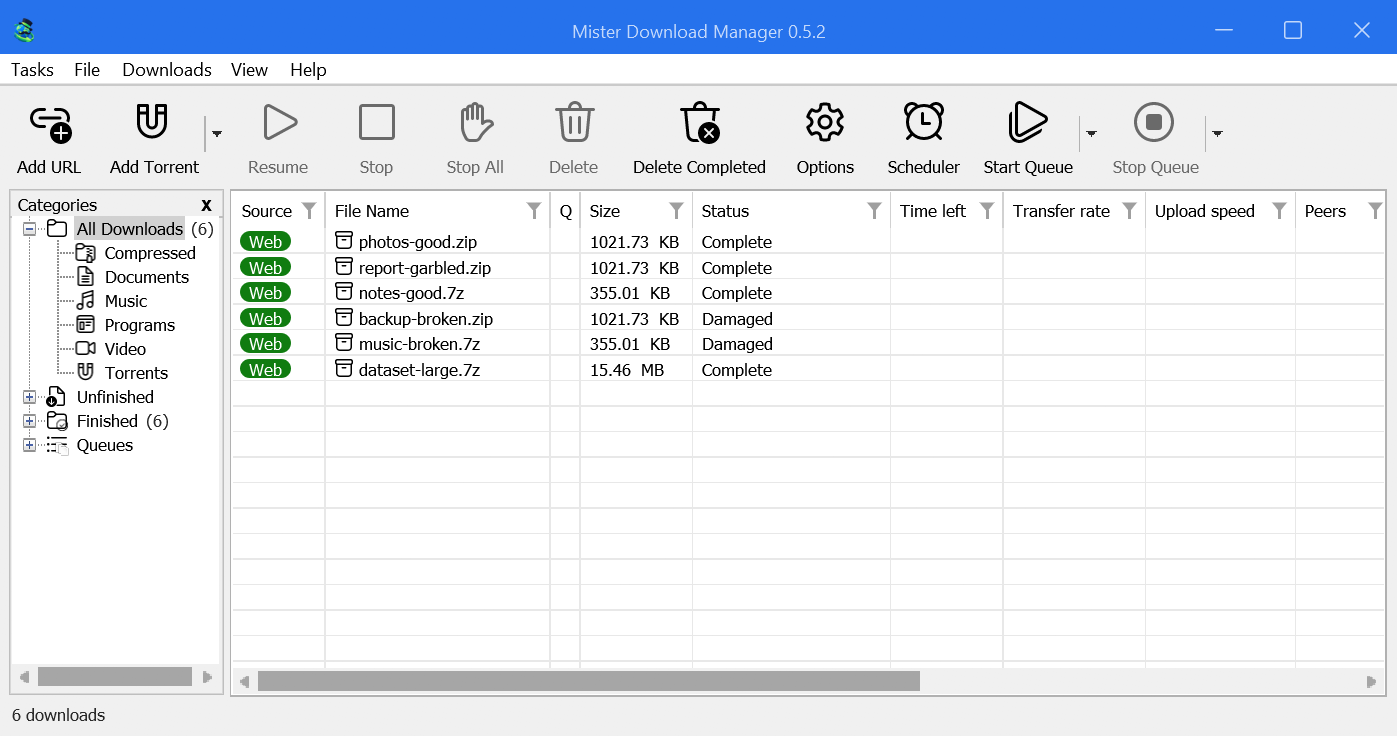 Mister Download Manager 0.5.2
Tasks File Downloads View Help
Add URL Add Torrent Resume Stop Stop All Delete Delete Completed Options Scheduler Start Queue Stop Queue
Categories X
All Downloads (6)
Compressed
Documents
Music
Programs
Video
Torrents
Unfinished
Finished (6)
Queues
Source File Name Q Size Status Time left Transfer rate Upload speed Peers
Web photos-good.zip 1021.73 KB Complete
Web report-garbled.zip 1021.73 KB Complete
Web notes-good.7z 355.01 KB Complete
Web backup-broken.zip 1021.73 KB Damaged
Web music-broken.7z 355.01 KB Damaged
Web dataset-large.7z 15.46 MB Complete
6 downloads